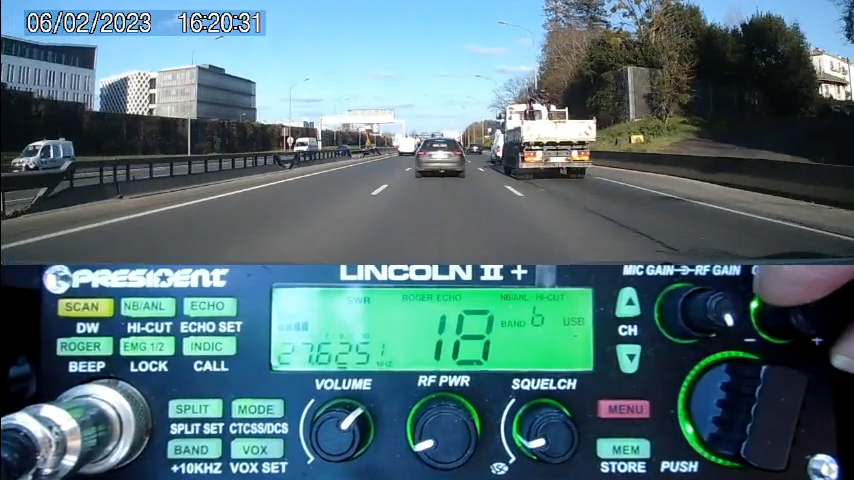 06/02/2023 16:20:31
PRESIDENT LINCOLN II + MIC GAIN RF GAIN
SCAN NB/ANL ECHO
DW HI-CUT ECHO SET
ROGER EMG 1/2 INDIC
BEEP LOCK CALL
SWR ROGER ECHO NB/ANL HI-CUT
18 BAND b USB
27.625 MHZ
CH
- +
VOLUME RF PWR SQUELCH
SPLIT MODE
SPLIT SET CTCSS/DCS
BAND VOX
+10KHZ VOX SET
MENU
MEM
STORE PUSH